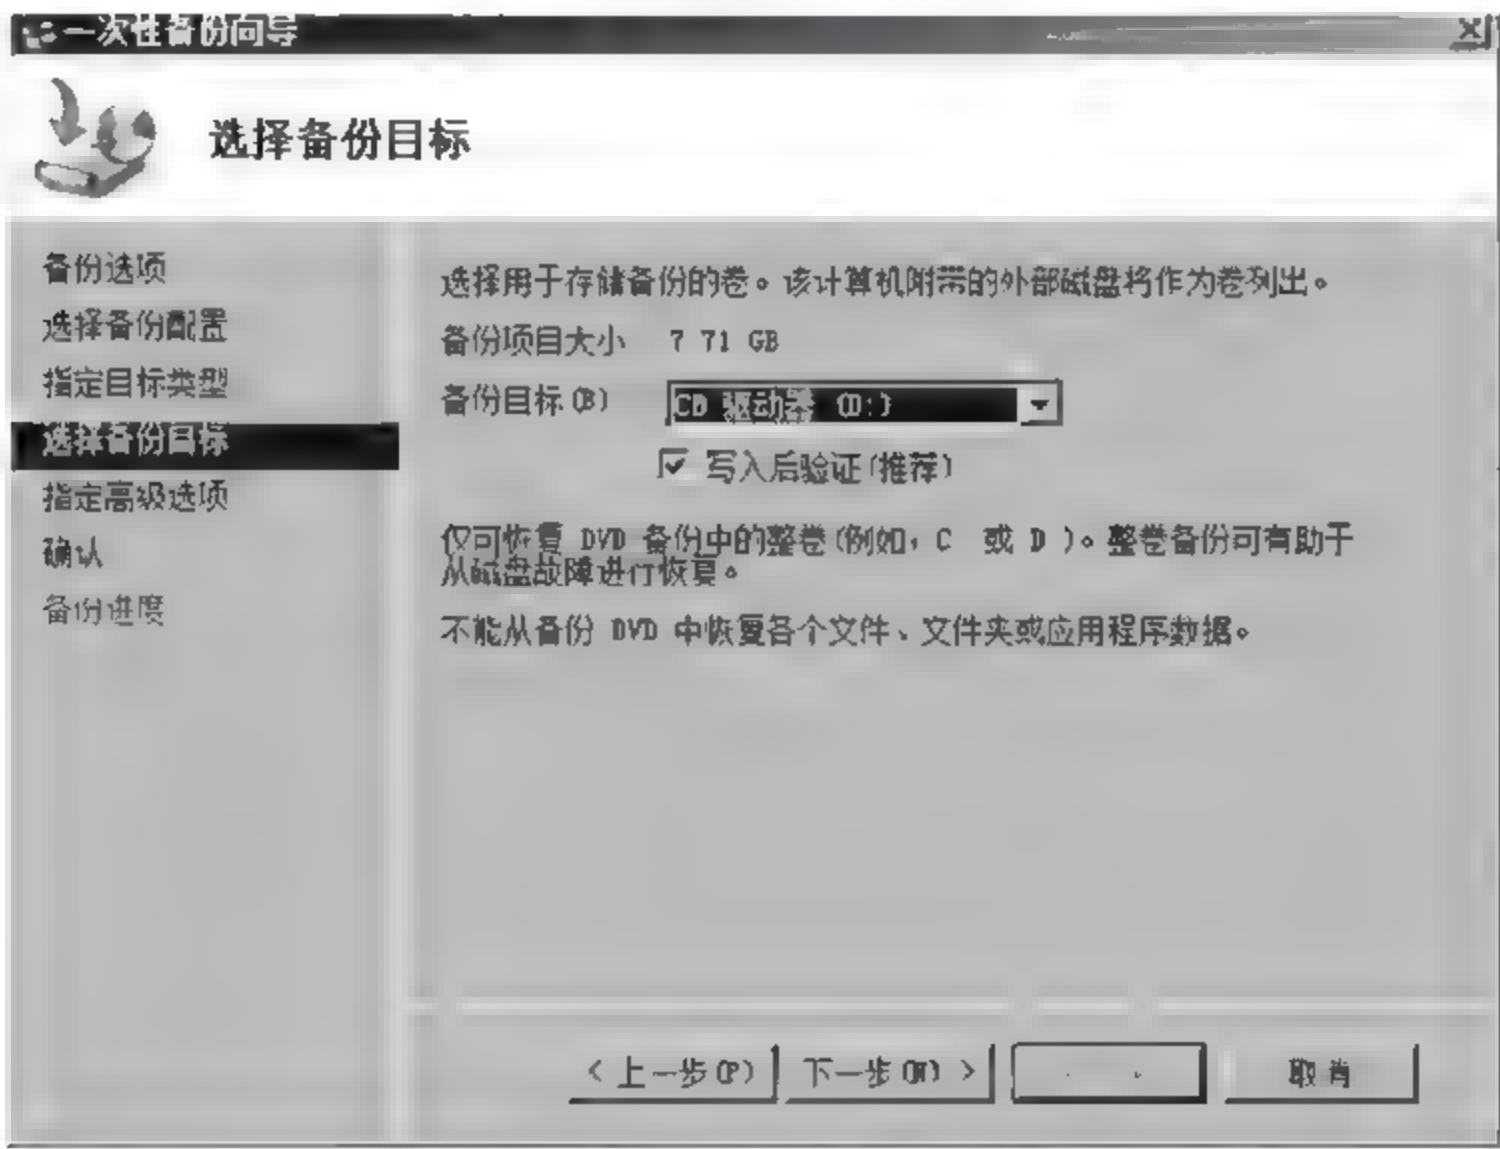 一次性备份向导
选择备份目标
备份选项
选择备份配置
指定目标类型
选择备份目标
指定高级选项
确认
备份进度
选择用于存储备份的卷。该计算机附带的外部磁盘将作为卷列出。
备份项目大小 7 71 GB
备份目标(B) CD 驱动器 (D:)
写入后验证(推荐)
仅可恢复 DVD 备份中的整卷(例如, C 或 D )。整卷备份可有助于
从磁盘故障进行恢复。
不能从备份 DVD 中恢复各个文件、文件夹或应用程序数据。
< 上一步(P) 下一步(N) > 取消